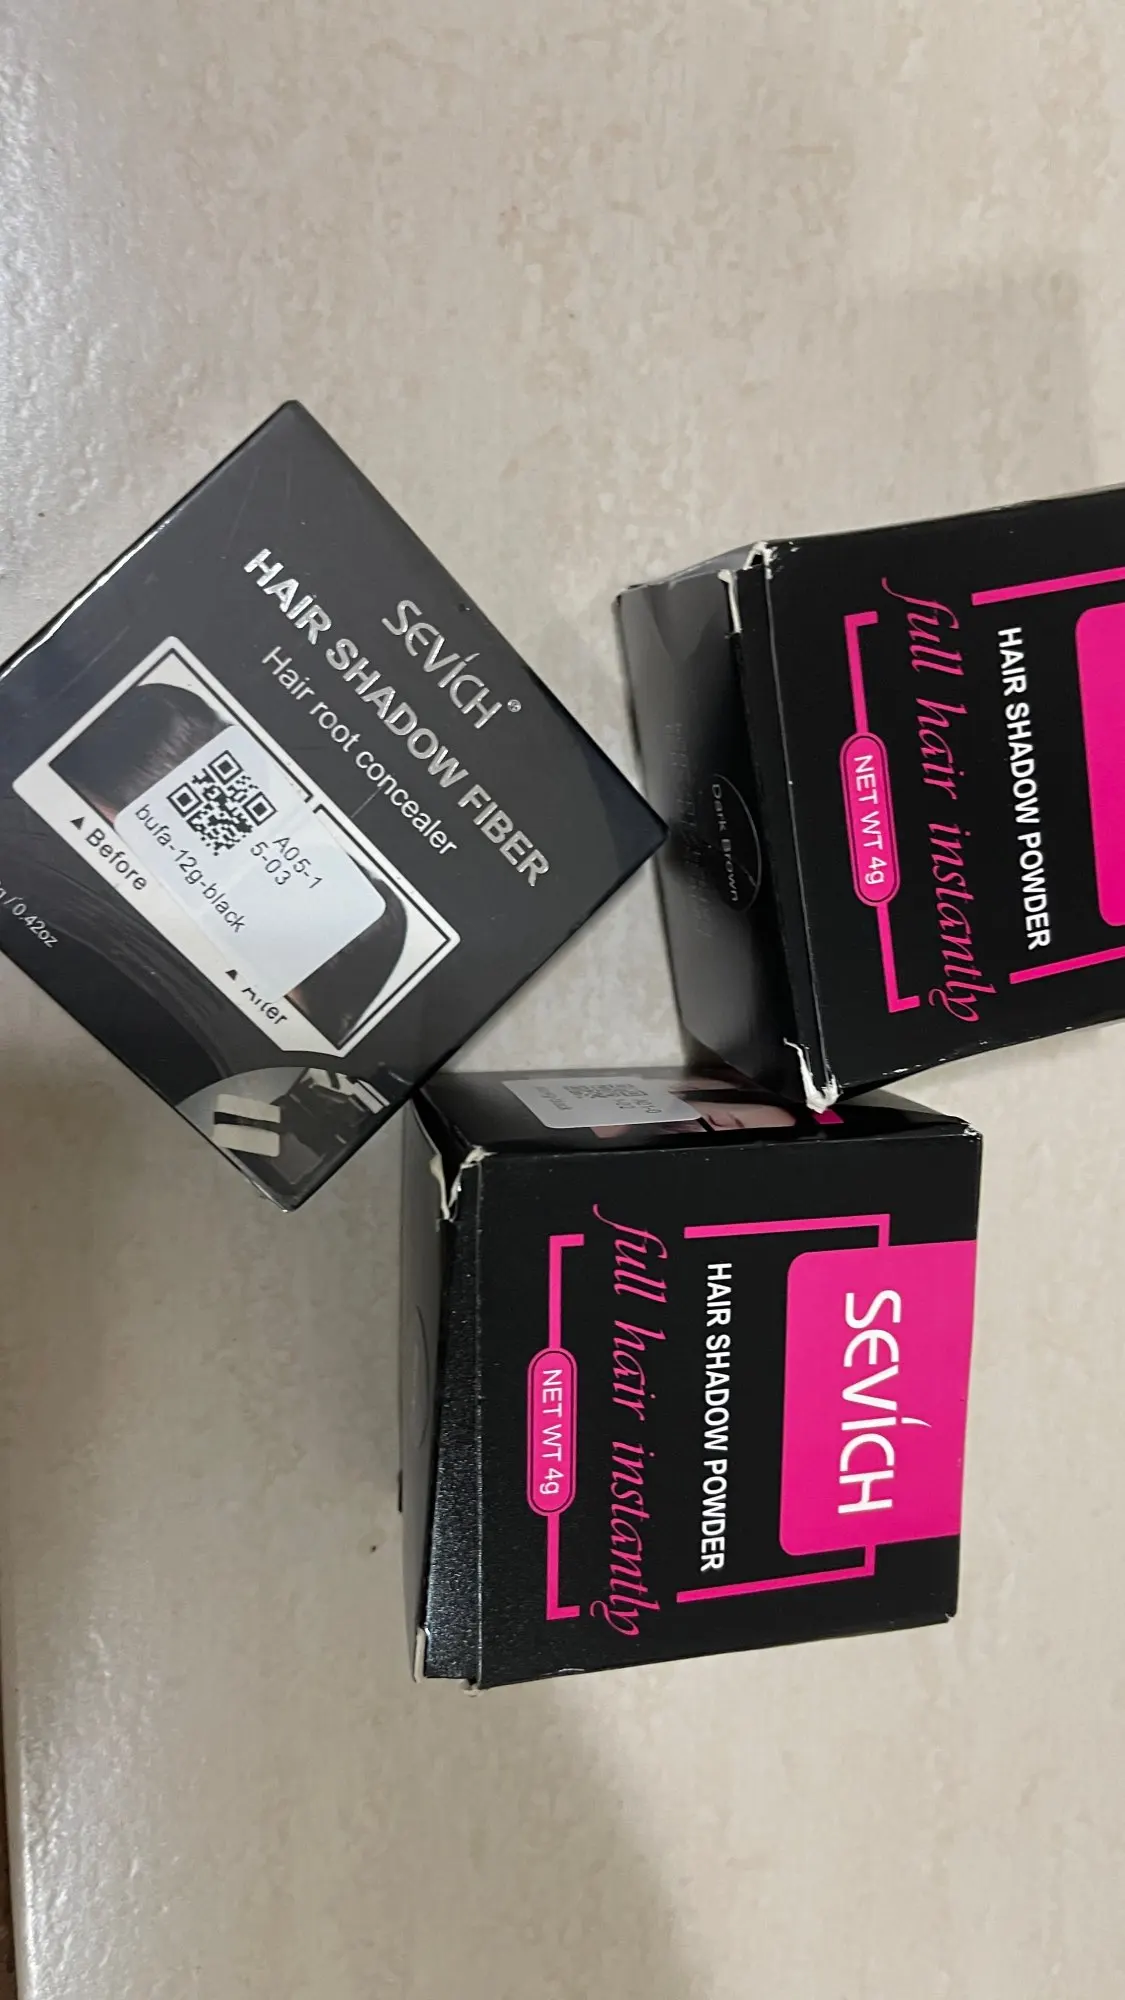 SEVICH®
HAIR SHADOW FIBER
Hair root concealer
A05-1
5-03
bufa-12g-black
▲Before
▲After
/0.42oz
HAIR SHADOW POWDER
full hair instantly
NET WT 4g
Dark Brown
SEVICH
HAIR SHADOW POWDER
full hair instantly
NET WT 4g